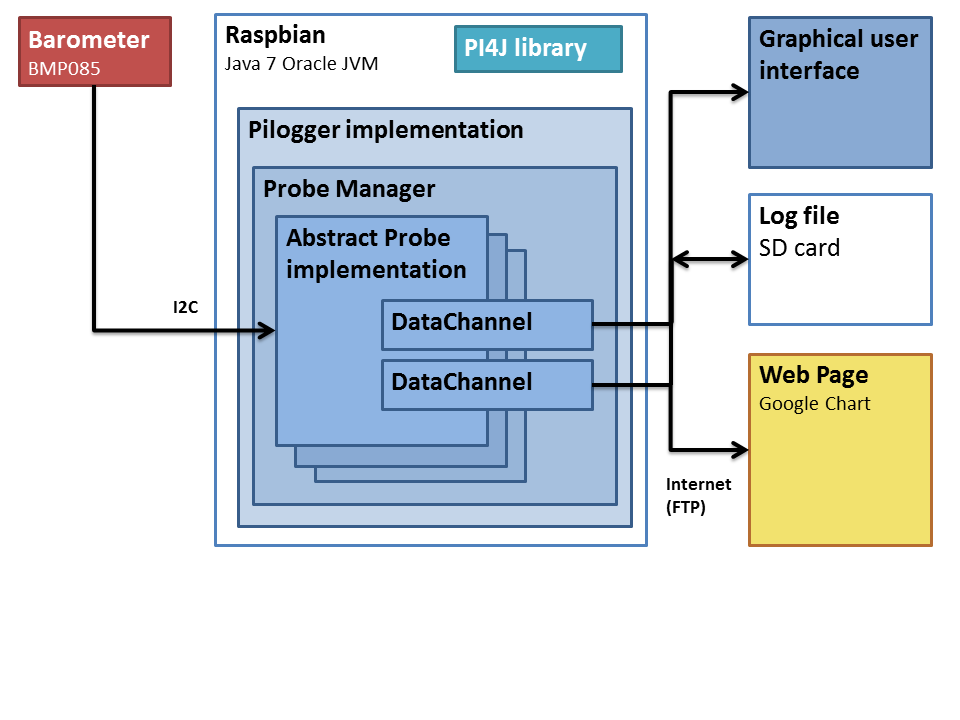 Barometer
BMP085
Raspbian
Java 7 Oracle JVM
PI4J library
Pilogger implementation
Probe Manager
Abstract Probe
implementation
DataChannel
DataChannel
I2C
Graphical user
interface
Log file
SD card
Web Page
Google Chart
Internet
(FTP)